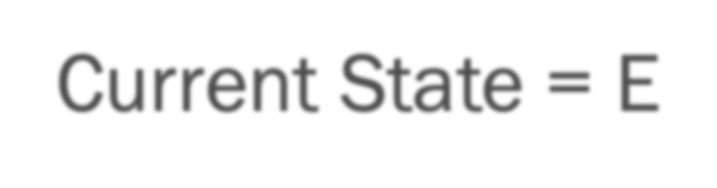 Current State = E